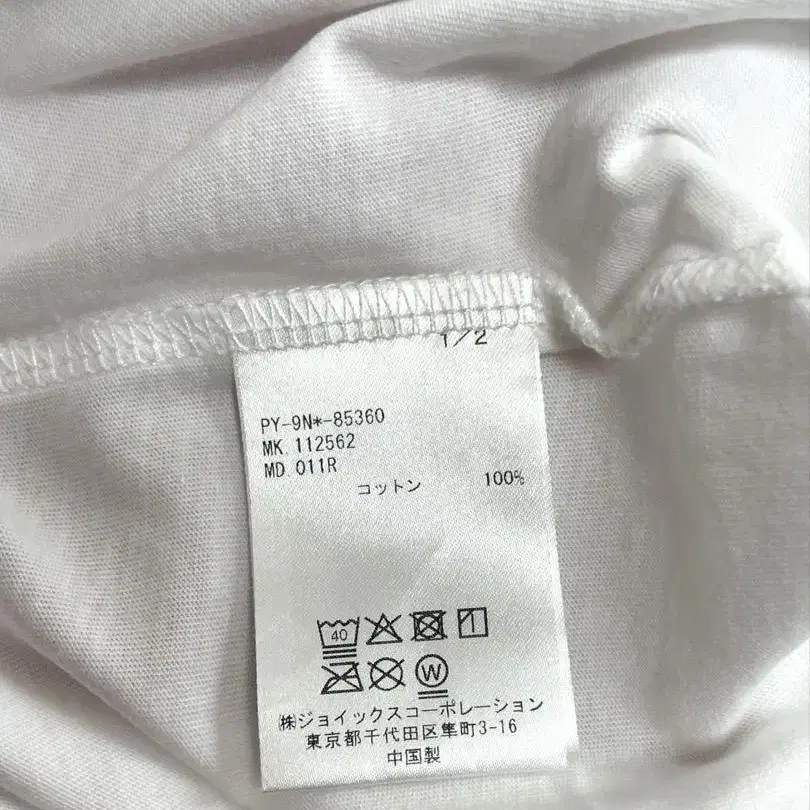 1/2
PY-9N*-85360
MK 112562
MD 011R
コットン 100%
40
W
㈱ジョイックスコーポレーション
東京都千代田区隼町3-16
中国製